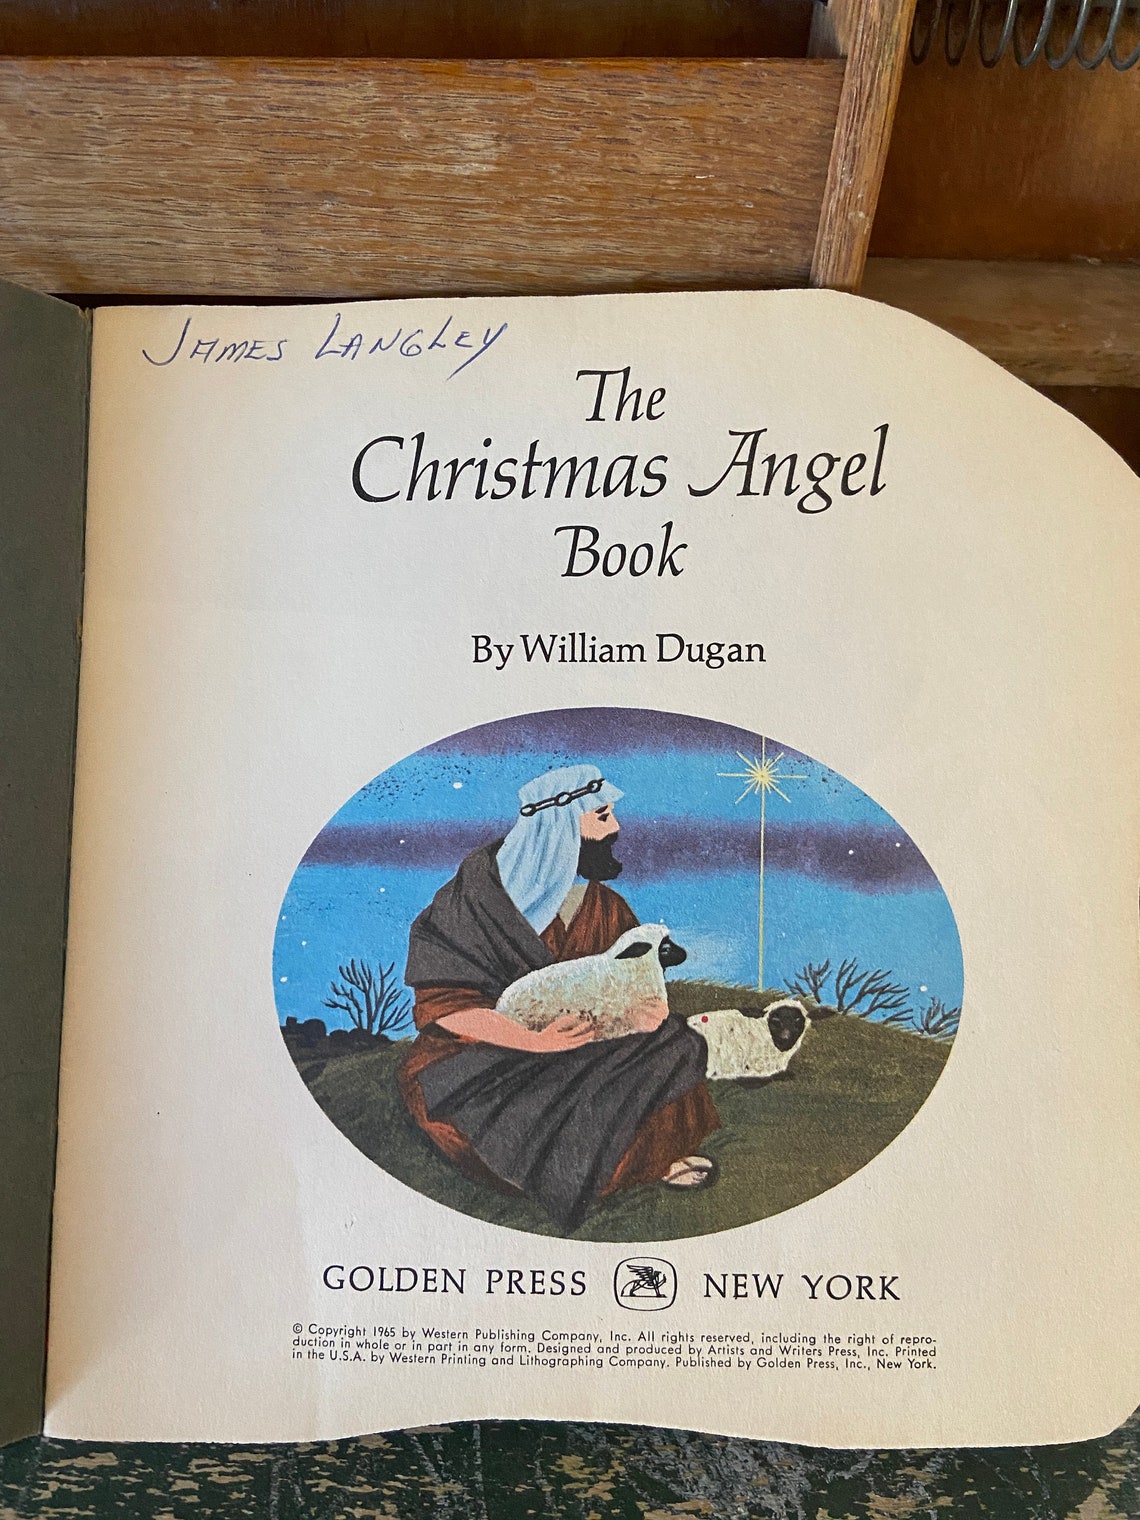 JAMES LANGLEY
The
Christmas Angel
Book
By William Dugan
GOLDEN PRESS NEW YORK
© Copyright 1965 by Western Publishing Company, Inc. All rights reserved, including the right of repro-
duction in whole or in part in any form. Designed and produced by Artists and Writers Press, Inc. Printed
in the U.S.A. by Western Printing and Lithographing Company. Published by Golden Press, Inc., New York.